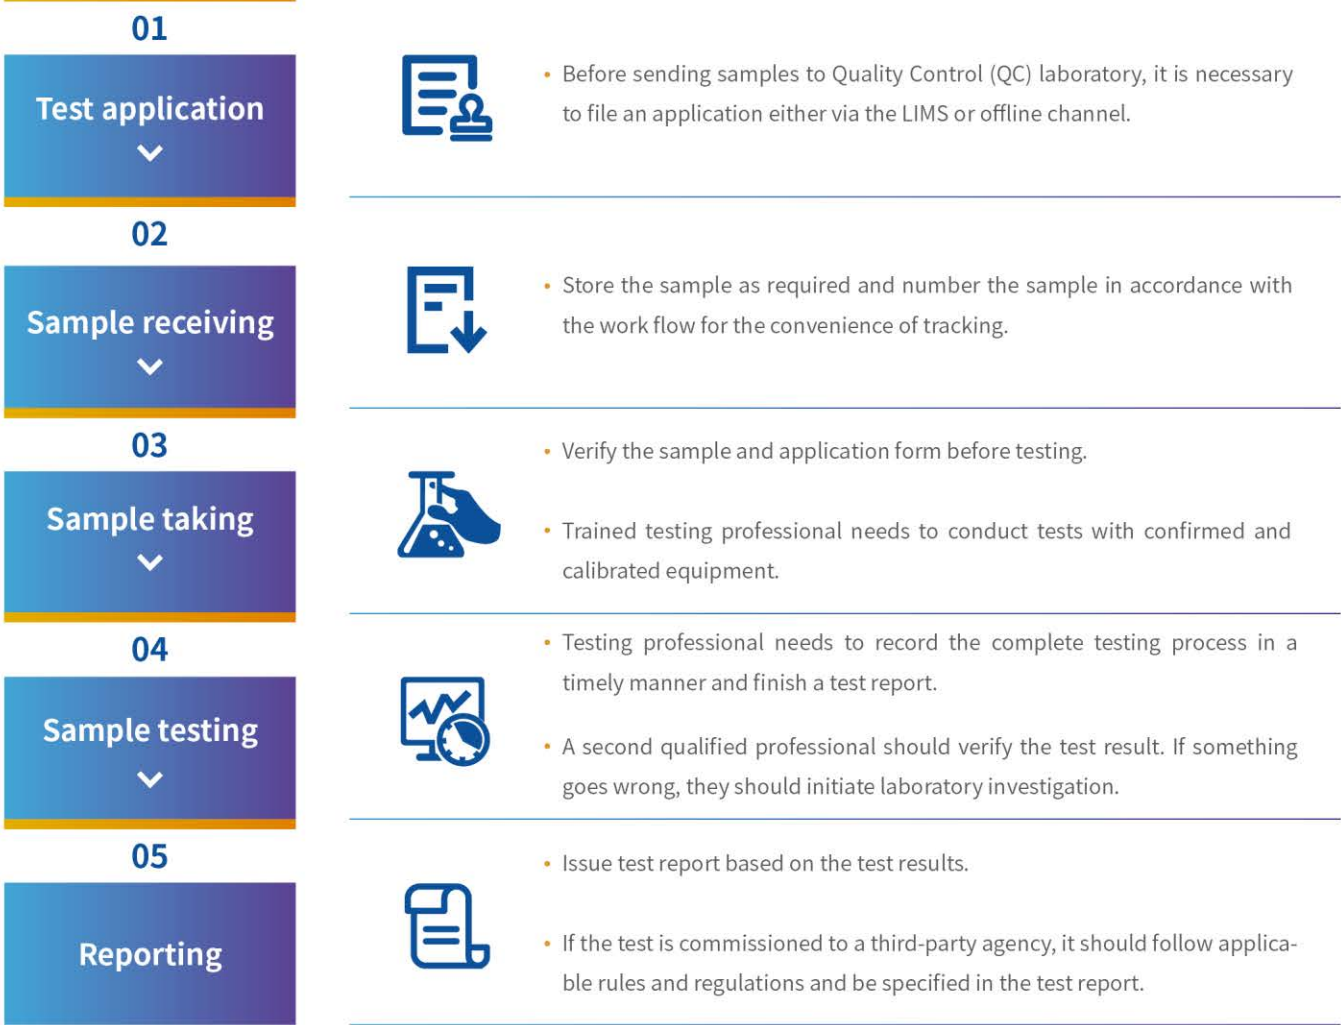 01
Test application
• Before sending samples to Quality Control (QC) laboratory, it is necessary
to file an application either via the LIMS or offline channel.
02
Sample receiving
• Store the sample as required and number the sample in accordance with
the work flow for the convenience of tracking.
03
Sample taking
• Verify the sample and application form before testing.
• Trained testing professional needs to conduct tests with confirmed and
calibrated equipment.
04
Sample testing
• Testing professional needs to record the complete testing process in a
timely manner and finish a test report.
• A second qualified professional should verify the test result. If something
goes wrong, they should initiate laboratory investigation.
05
Reporting
• Issue test report based on the test results.
• If the test is commissioned to a third-party agency, it should follow applica-
ble rules and regulations and be specified in the test report.